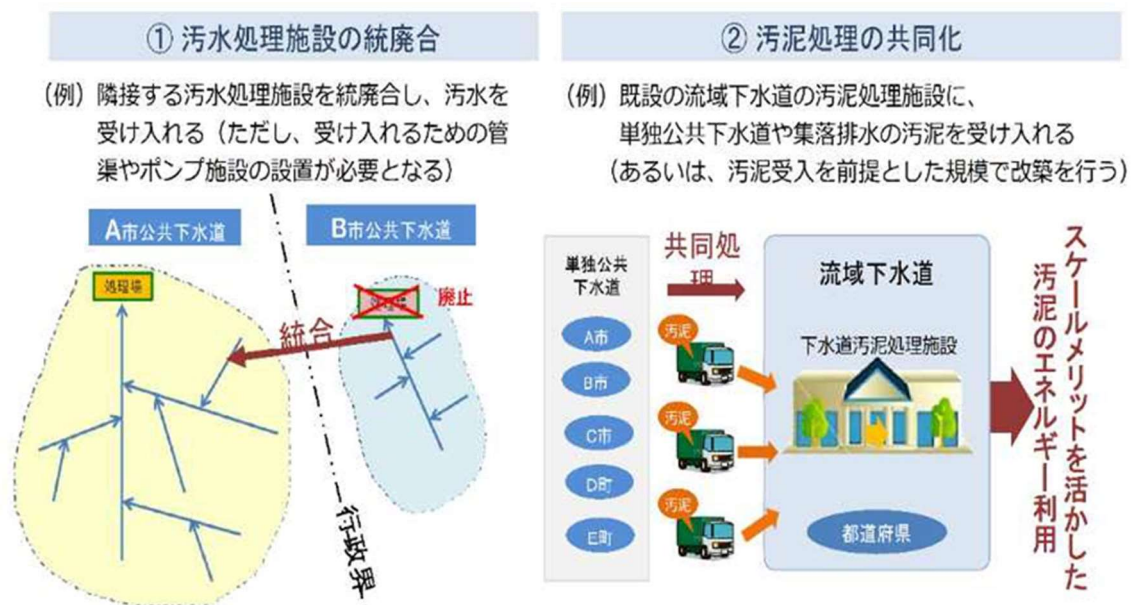 ① 汚水処理施設の統廃合
(例) 隣接する汚水処理施設を統廃合し、汚水を
受け入れる（ただし、受け入れるための管
渠やポンプ施設の設置が必要となる）
A市公共下水道
B市公共下水道
処理場
処理場
廃止
統合
行政界
② 汚泥処理の共同化
(例) 既設の流域下水道の汚泥処理施設に、
単独公共下水道や集落排水の汚泥を受け入れる
（あるいは、汚泥受入を前提とした規模で改築を行う）
単独公共
下水道
A市
B市
C市
D町
E町
共同処
理
汚泥
汚泥
汚泥
流域下水道
下水道汚泥処理施設
都道府県
スケールメリットを活かした
汚泥のエネルギー利用